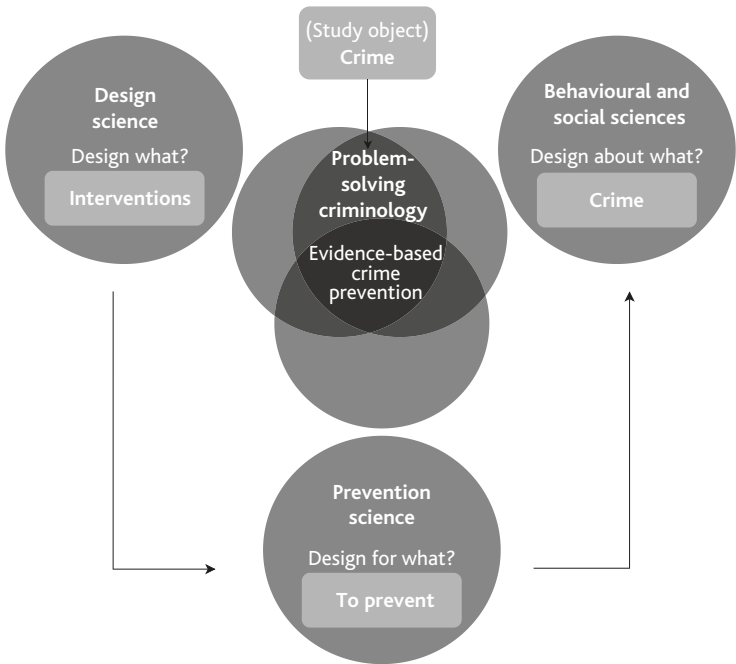 (Study object)
Crime
Design
science
Design what?
Interventions
Problem-
solving
criminology
Evidence-based
crime
prevention
Behavioural and
social sciences
Design about what?
Crime
Prevention
science
Design for what?
To prevent